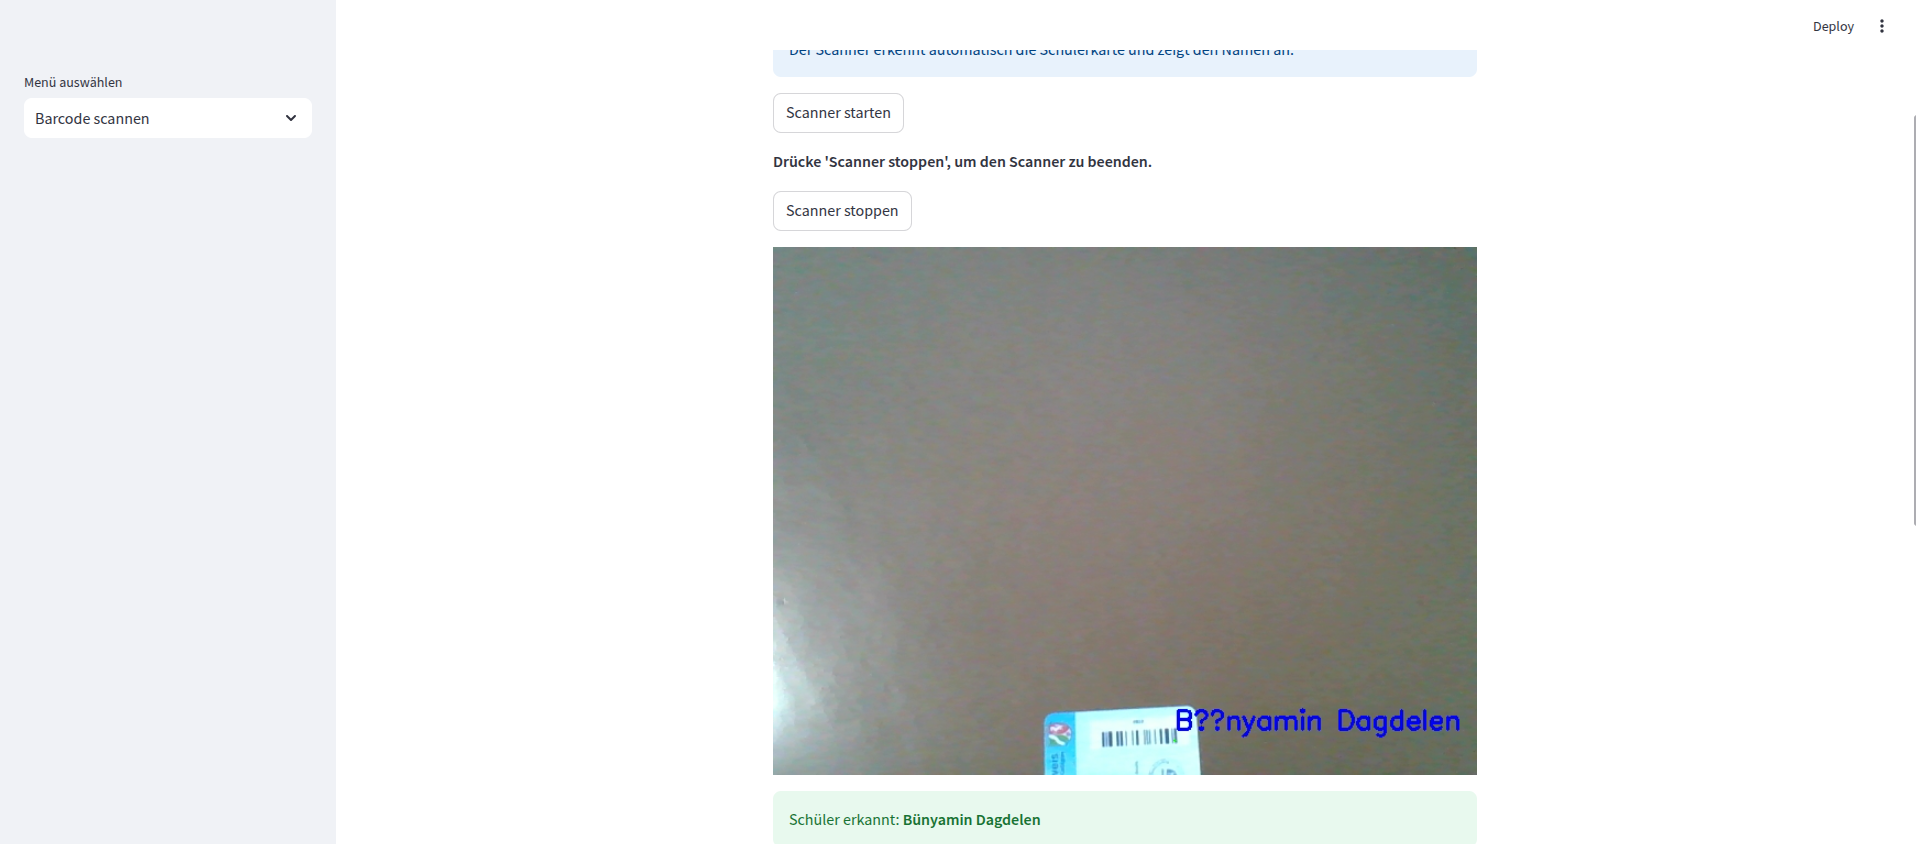 Deploy
Menü auswählen
Barcode scannen
Der Scanner erkennt automatisch die Schülerkarte und zeigt den Namen an.
Scanner starten
Drücke 'Scanner stoppen', um den Scanner zu beenden.
Scanner stoppen
B??nyamin Dagdelen
Schüler erkannt: Bünyamin Dagdelen